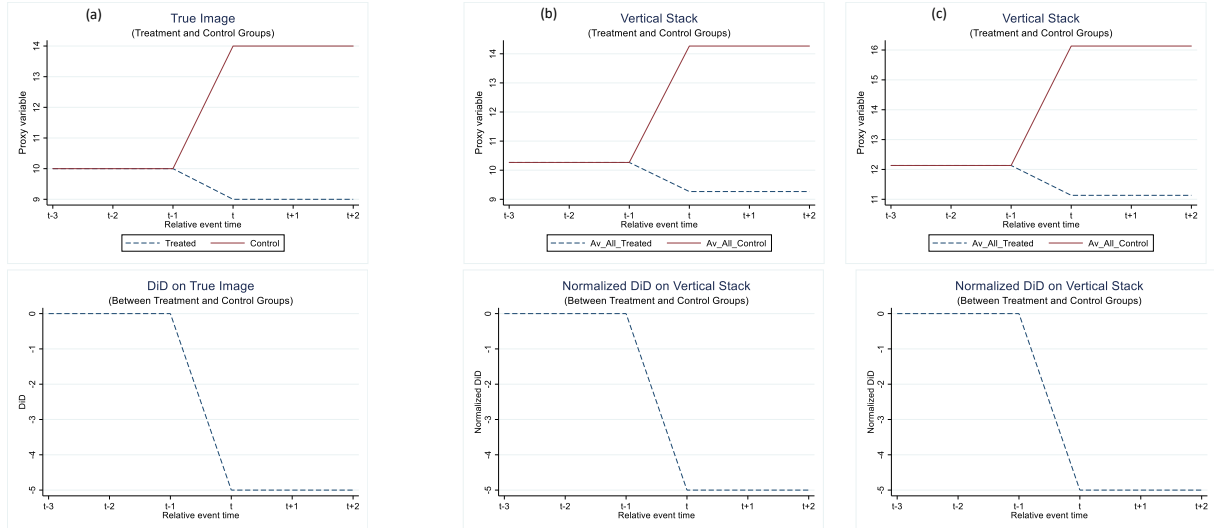 (a)
True Image
(Treatment and Control Groups)
Proxy variable
14
13
12
11
10
9
t-3 t-2 t-1 t t+1 t+2
Relative event time
Treated Control
(b)
Vertical Stack
(Treatment and Control Groups)
Proxy variable
14
13
12
11
10
9
t-3 t-2 t-1 t t+1 t+2
Relative event time
Av_All_Treated Av_All_Control
(c)
Vertical Stack
(Treatment and Control Groups)
Proxy variable
16
15
14
13
12
11
t-3 t-2 t-1 t t+1 t+2
Relative event time
Av_All_Treated Av_All_Control
DiD on True Image
(Between Treatment and Control Groups)
DiD
0
-1
-2
-3
-4
-5
t-3 t-2 t-1 t t+1 t+2
Relative event time
Normalized DiD on Vertical Stack
(Between Treatment and Control Groups)
Normalized DiD
0
-1
-2
-3
-4
-5
t-3 t-2 t-1 t t+1 t+2
Relative event time
Normalized DiD on Vertical Stack
(Between Treatment and Control Groups)
Normalized DiD
0
-1
-2
-3
-4
-5
t-3 t-2 t-1 t t+1 t+2
Relative event time